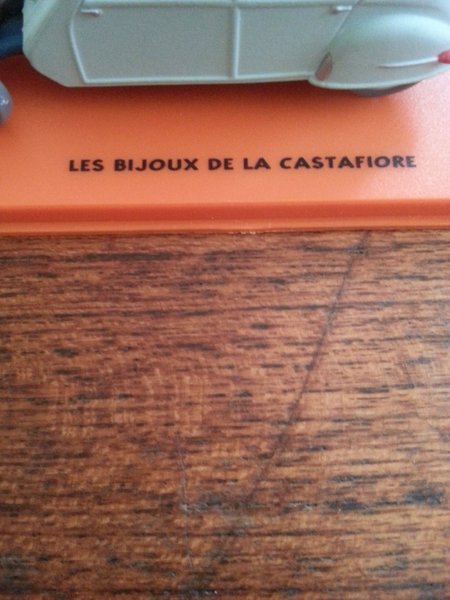 LES BIJOUX DE LA CASTAFIORE